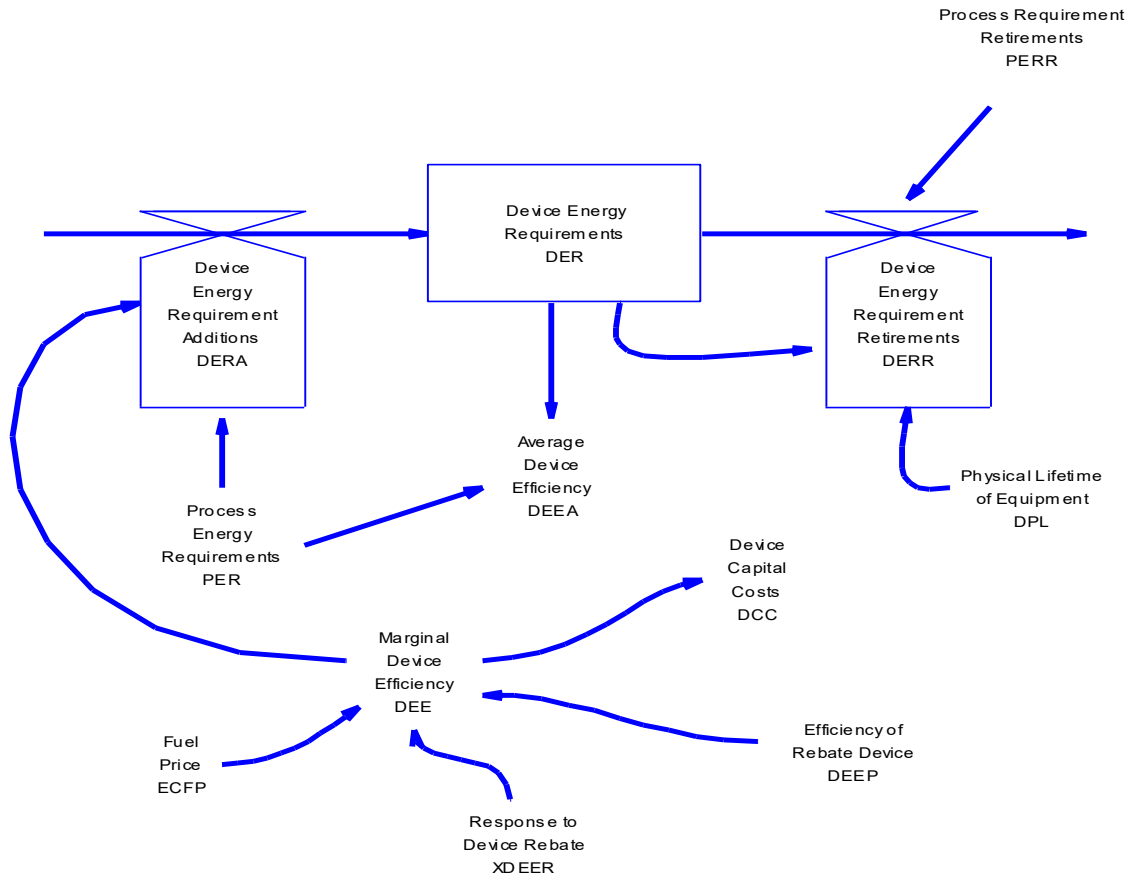 Process Requirement
Retirements
PERR
Device Energy
Requirements
DER
Device
Energy
Requirement
Additions
DERA
Device
Energy
Requirement
Retirements
DERR
Average
Device
Efficiency
DEEA
Physical Lifetime
of Equipment
DPL
Process
Energy
Requirements
PER
Device
Capital
Costs
DCC
Marginal
Device
Efficiency
DEE
Fuel
Price
ECFP
Efficiency of
Rebate Device
DEEP
Response to
Device Rebate
XDEER